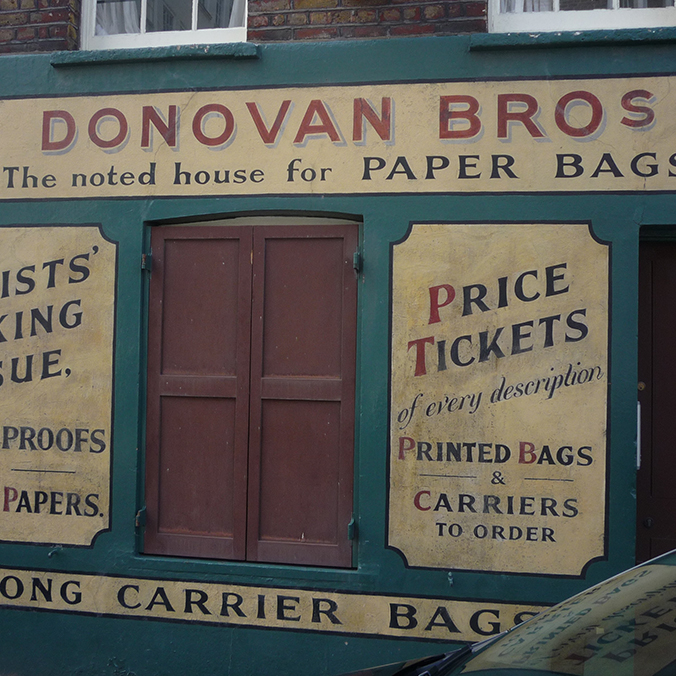 DONOVAN BROS
The noted house for PAPER BAGS
ISTS'
KING
SUE,
PROOFS
PAPERS.
PRICE
TICKETS
of every description
PRINTED BAGS
&
CARRIERS
TO ORDER
ONG CARRIER BAGS